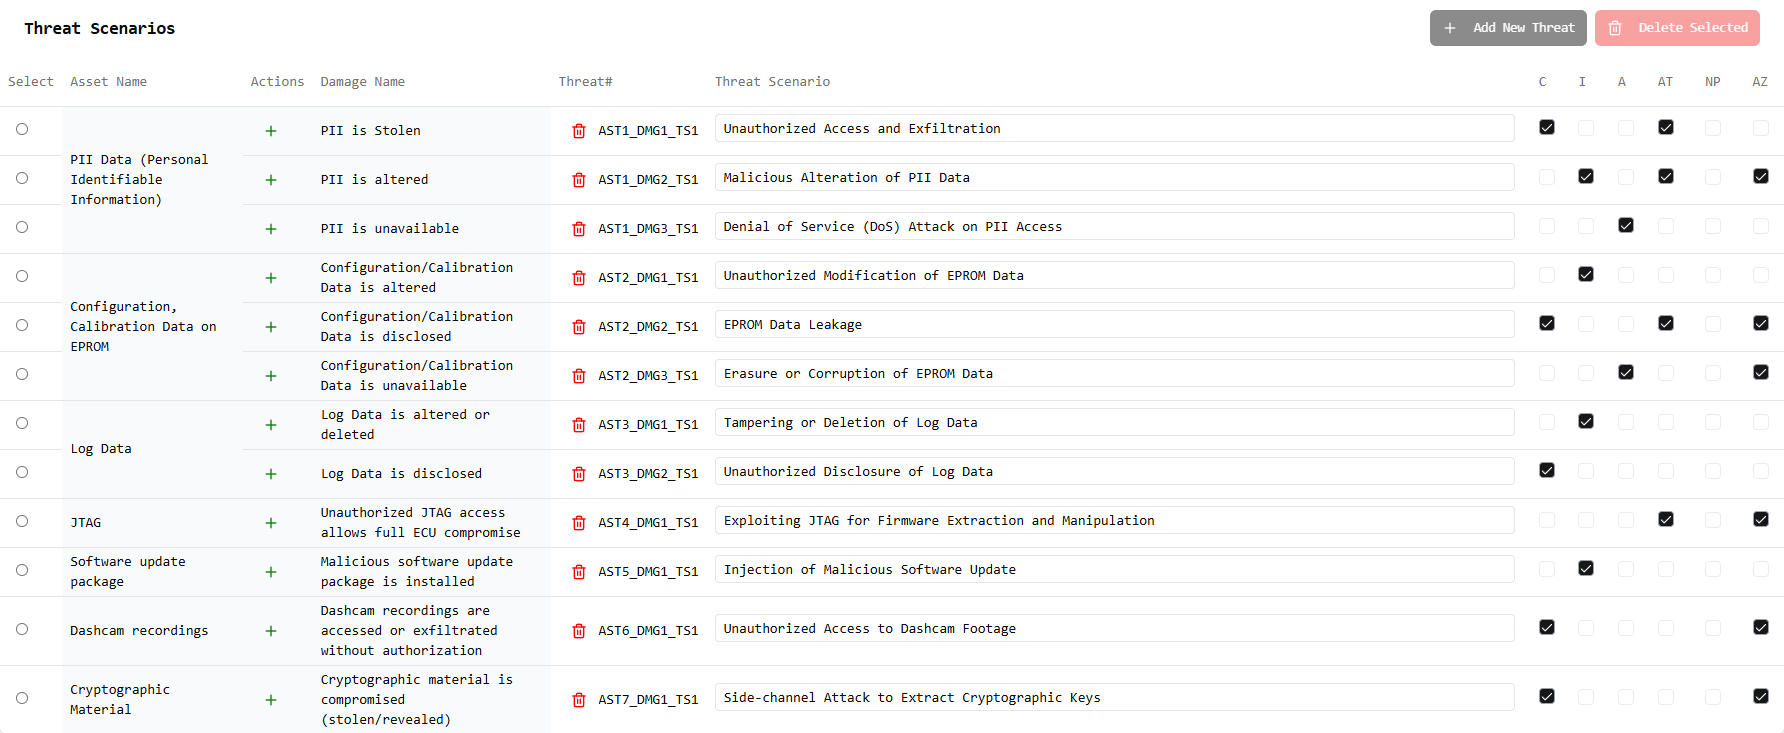 Threat Scenarios
Add New Threat
Delete Selected
Select Asset Name Actions Damage Name Threat# Threat Scenario C I A AT NP AZ
PII Data (Personal
Identifiable
Information)
PII is Stolen AST1_DMG1_TS1 Unauthorized Access and Exfiltration
PII is altered AST1_DMG2_TS1 Malicious Alteration of PII Data
PII is unavailable AST1_DMG3_TS1 Denial of Service (DoS) Attack on PII Access
Configuration,
Calibration Data on
EPROM
Configuration/Calibration
Data is altered
AST2_DMG1_TS1 Unauthorized Modification of EPROM Data
Configuration/Calibration
Data is disclosed
AST2_DMG2_TS1 EPROM Data Leakage
Configuration/Calibration
Data is unavailable
AST2_DMG3_TS1 Erasure or Corruption of EPROM Data
Log Data
Log Data is altered or
deleted
AST3_DMG1_TS1 Tampering or Deletion of Log Data
Log Data is disclosed AST3_DMG2_TS1 Unauthorized Disclosure of Log Data
JTAG
Unauthorized JTAG access
allows full ECU compromise
AST4_DMG1_TS1 Exploiting JTAG for Firmware Extraction and Manipulation
Software update
package
Malicious software update
package is installed
AST5_DMG1_TS1 Injection of Malicious Software Update
Dashcam recordings
Dashcam recordings are
accessed or exfiltrated
without authorization
AST6_DMG1_TS1 Unauthorized Access to Dashcam Footage
Cryptographic
Material
Cryptographic material is
compromised
(stolen/revealed)
AST7_DMG1_TS1 Side-channel Attack to Extract Cryptographic Keys